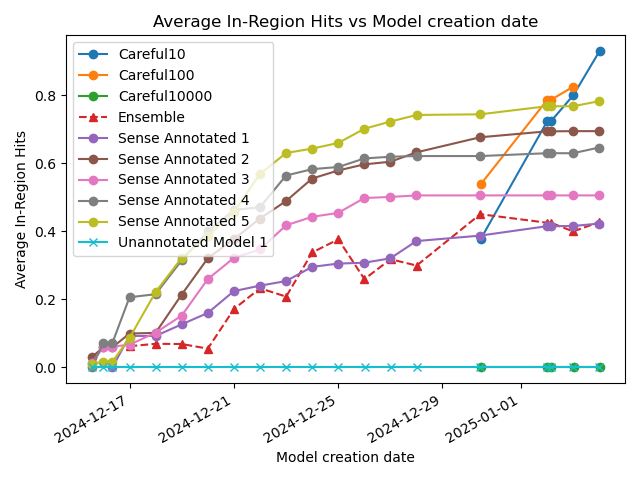 Average In-Region Hits vs Model creation date
Careful10
Careful100
Careful10000
Ensemble
Sense Annotated 1
Sense Annotated 2
Sense Annotated 3
Sense Annotated 4
Sense Annotated 5
Unannotated Model 1
Average In-Region Hits
0.8
0.6
0.4
0.2
0.0
2024-12-17
2024-12-21
2024-12-25
2024-12-29
2025-01-01
Model creation date